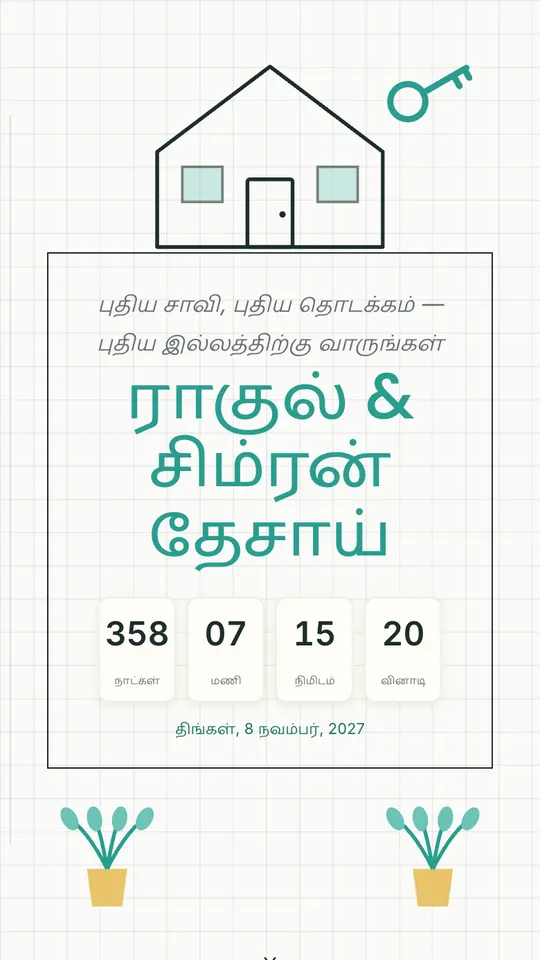 புதிய சாவி, புதிய தொடக்கம் —
புதிய இல்லத்திற்கு வாருங்கள்
ராகுல் &
சிம்ரன்
தேசாய்
358 07 15 20
நாட்கள் மணி நிமிடம் வினாடி
திங்கள், 8 நவம்பர், 2027